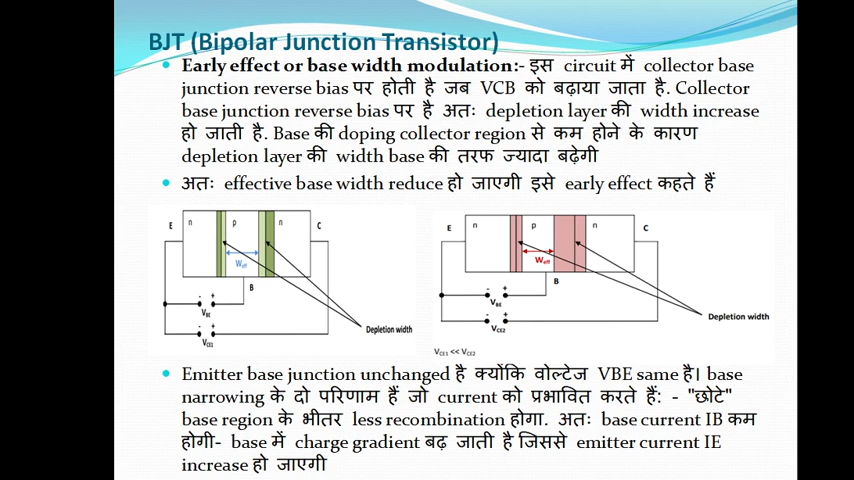 BJT (Bipolar Junction Transistor)
Early effect or base width modulation:- इस circuit में collector base
junction reverse bias पर होती है जब VCB को बढ़ाया जाता है. Collector
base junction reverse bias पर है अतः depletion layer की width increase
हो जाती है. Base की doping collector region से कम होने के कारण
depletion layer की width base की तरफ ज्यादा बढ़ेगी
अतः effective base width reduce हो जाएगी इसे early effect कहते हैं
E n p n C
Weff
B
- +
VBE
- +
VCE1
Depletion width
E n p n C
Weff
B
- +
VBE
- +
VCE2
Depletion width
VCE1 << VCE2
Emitter base junction unchanged है क्योंकि वोल्टेज VBE same है। base
narrowing के दो परिणाम हैं जो current को प्रभावित करते हैं: - "छोटे"
base region के भीतर less recombination होगा. अतः base current IB कम
होगी- base में charge gradient बढ़ जाती है जिससे emitter current IE
increase हो जाएगी